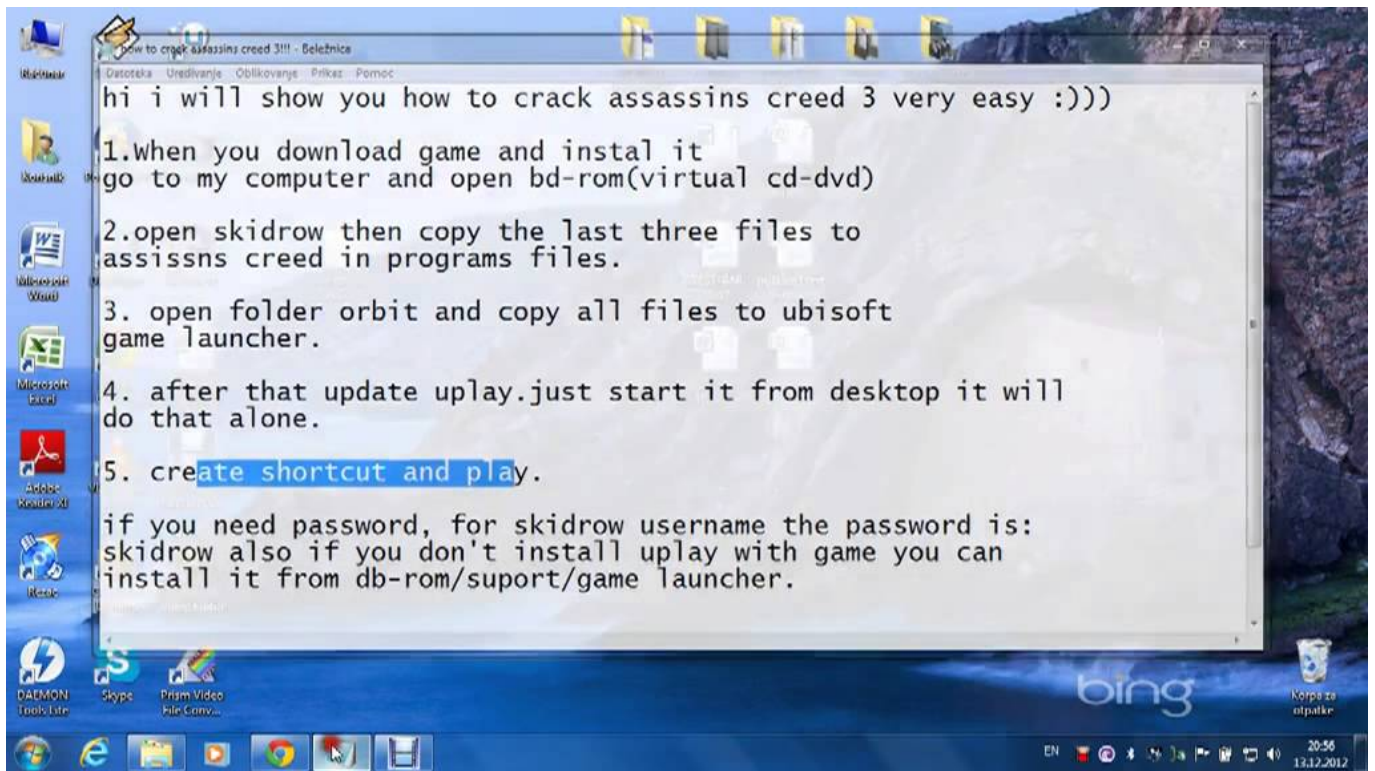 how to crack assassins creed 3!!! - Beležnica
Datoteka Uređivanje Oblikovanje Prikaz Pomoć
hi i will show you how to crack assassins creed 3 very easy :)))
1.when you download game and instal it
go to my computer and open bd-rom(virtual cd-dvd)
2.open skidrow then copy the last three files to
assissns creed in programs files.
3. open folder orbit and copy all files to ubisoft
game launcher.
4. after that update uplay.just start it from desktop it will
do that alone.
5. create shortcut and play.
if you need password, for skidrow username the password is:
skidrow also if you don't install uplay with game you can
install it from db-rom/suport/game launcher.
Računar
Korisnik
Microsoft
Word
Microsoft
Excel
Adobe
Reader XI
DAEMON
Tools Lite
Skype
Prism Video
File Conv...
bing
Korpa za
otpatke
EN
20:56
13.12.2012